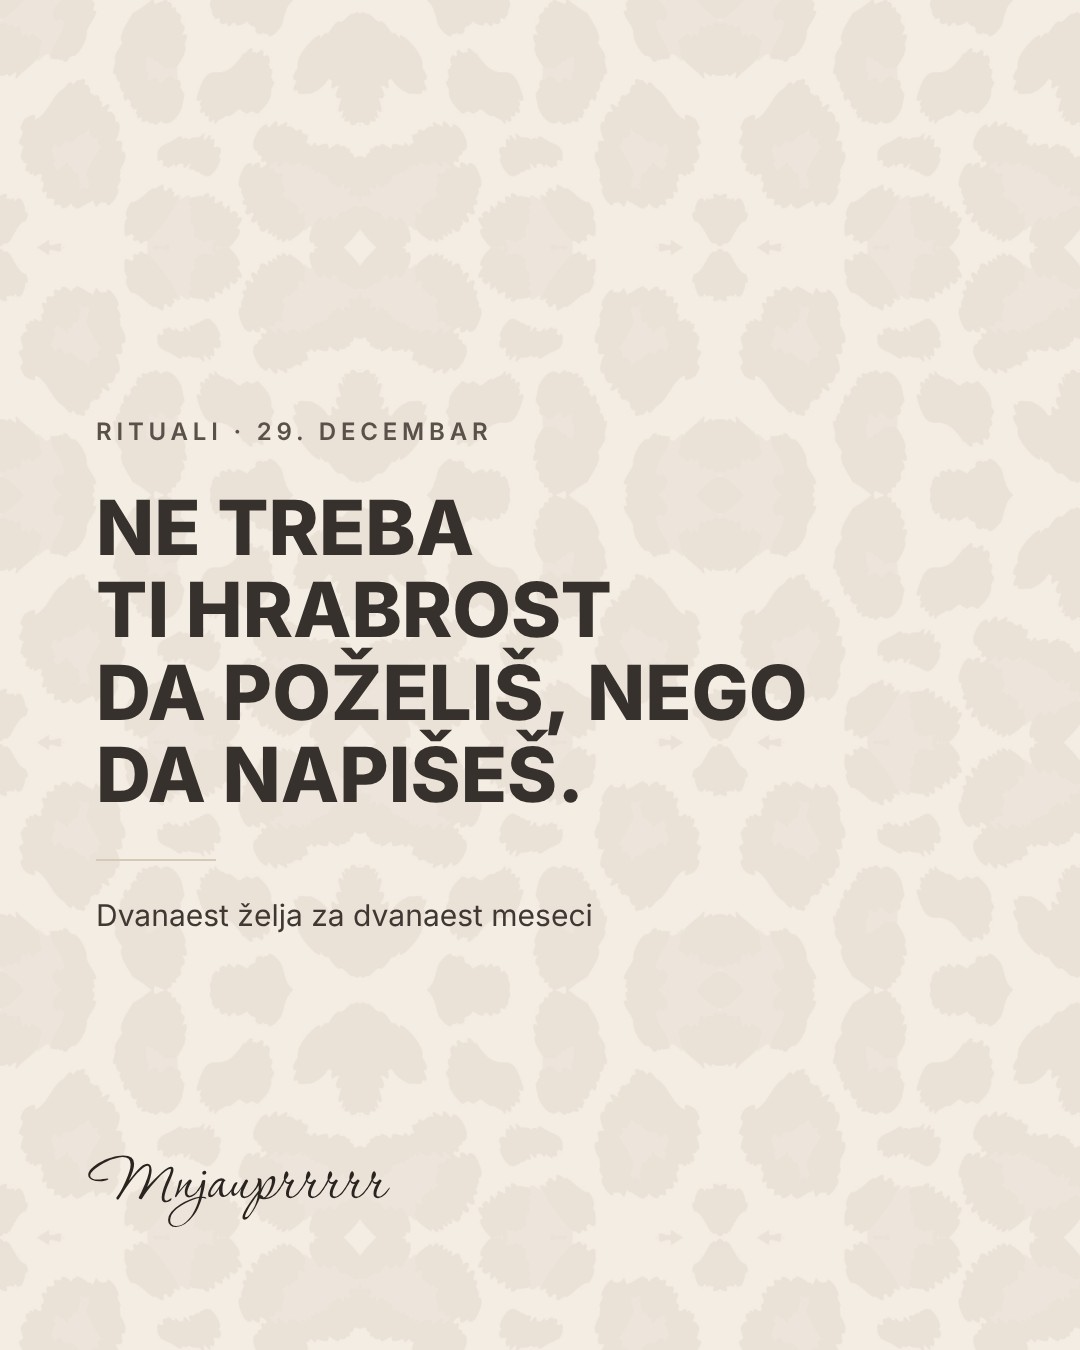 RITUALI · 29. DECEMBAR
NE TREBA
TI HRABROST
DA POŽELIŠ, NEGO
DA NAPIŠEŠ.
Dvanaest želja za dvanaest meseci
Mnjauprrrrr